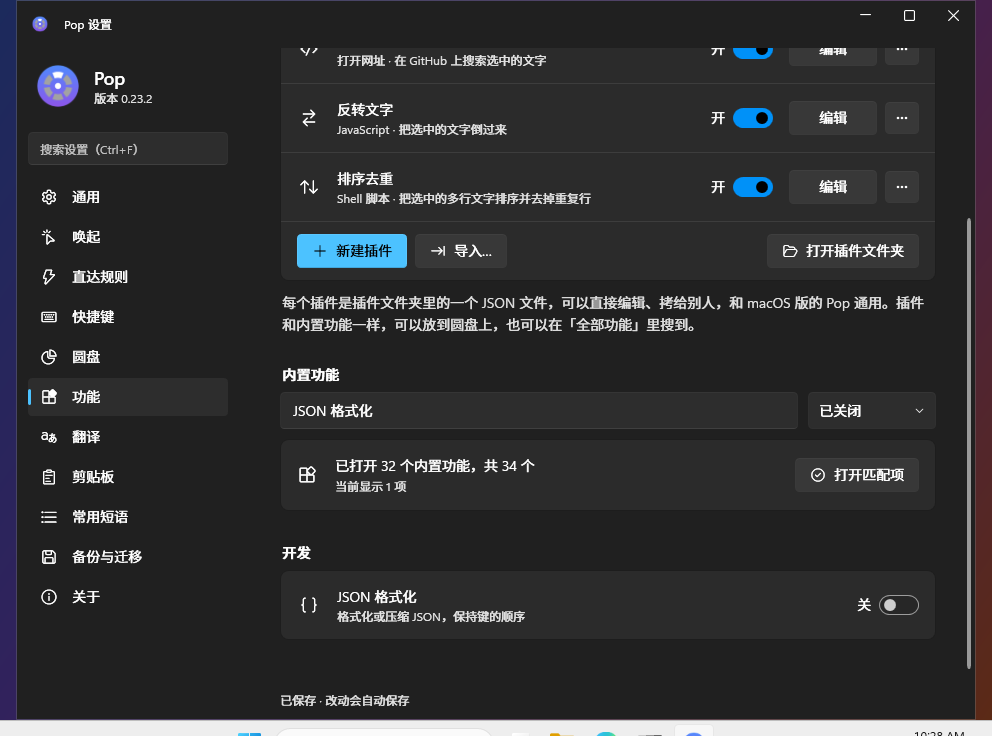 Pop 设置
Pop
版本 0.23.2
搜索设置（Ctrl+F）
通用
唤起
直达规则
快捷键
圆盘
功能
翻译
剪贴板
常用短语
备份与迁移
关于
打开网址 · 在 GitHub 上搜索选中的文字
开
编辑
反转文字
JavaScript · 把选中的文字倒过来
开
编辑
排序去重
Shell 脚本 · 把选中的多行文字排序并去掉重复行
开
编辑
新建插件
导入...
打开插件文件夹
每个插件是插件文件夹里的一个 JSON 文件，可以直接编辑、拷给别人，和 macOS 版的 Pop 通用。插件
和内置功能一样，可以放到圆盘上，也可以在「全部功能」里搜到。
内置功能
JSON 格式化
已关闭
已打开 32 个内置功能，共 34 个
当前显示 1 项
打开匹配项
开发
JSON 格式化
格式化或压缩 JSON，保持键的顺序
关
已保存 · 改动会自动保存
10:28 AM